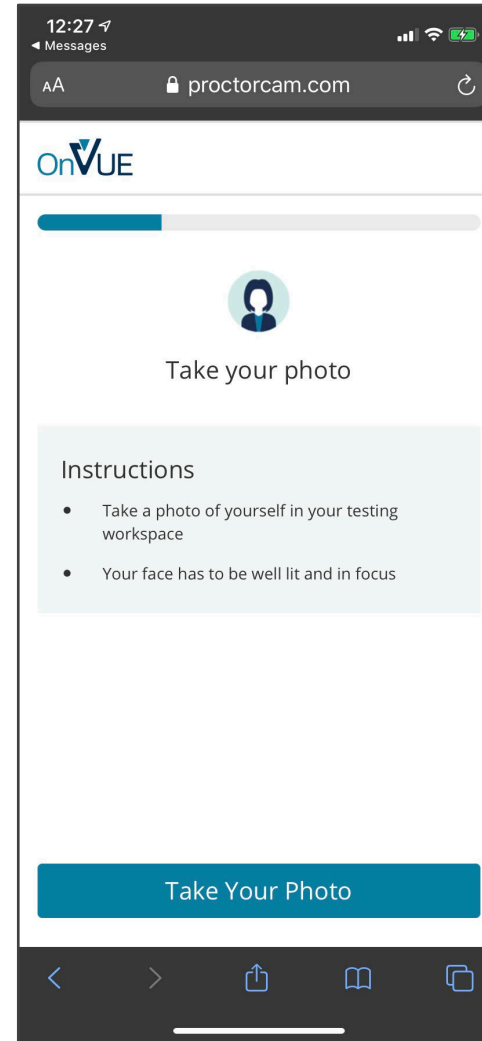 12:27
Messages
AA proctorcam.com
OnVUE
Take your photo
Instructions
• Take a photo of yourself in your testing
workspace
• Your face has to be well lit and in focus
Take Your Photo